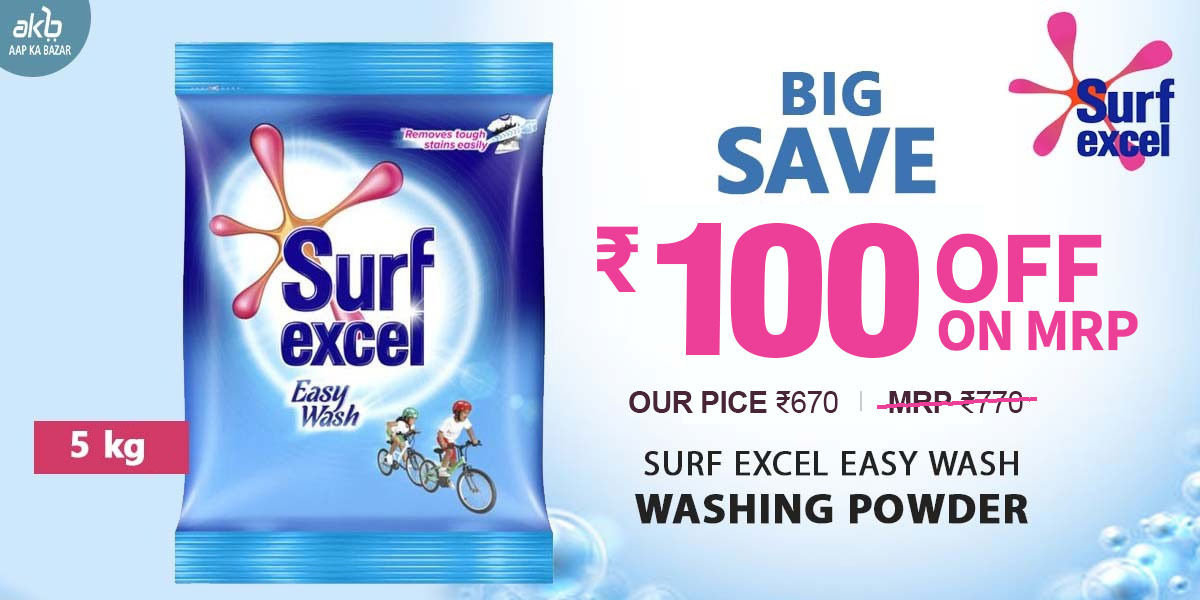 akb
AAP KA BAZAR
Removes tough
stains easily
Surf
excel
Easy
Wash
5 kg
BIG
SAVE
₹100 OFF
ON MRP
OUR PICE ₹670 | MRP ₹770
SURF EXCEL EASY WASH
WASHING POWDER
Surf
excel